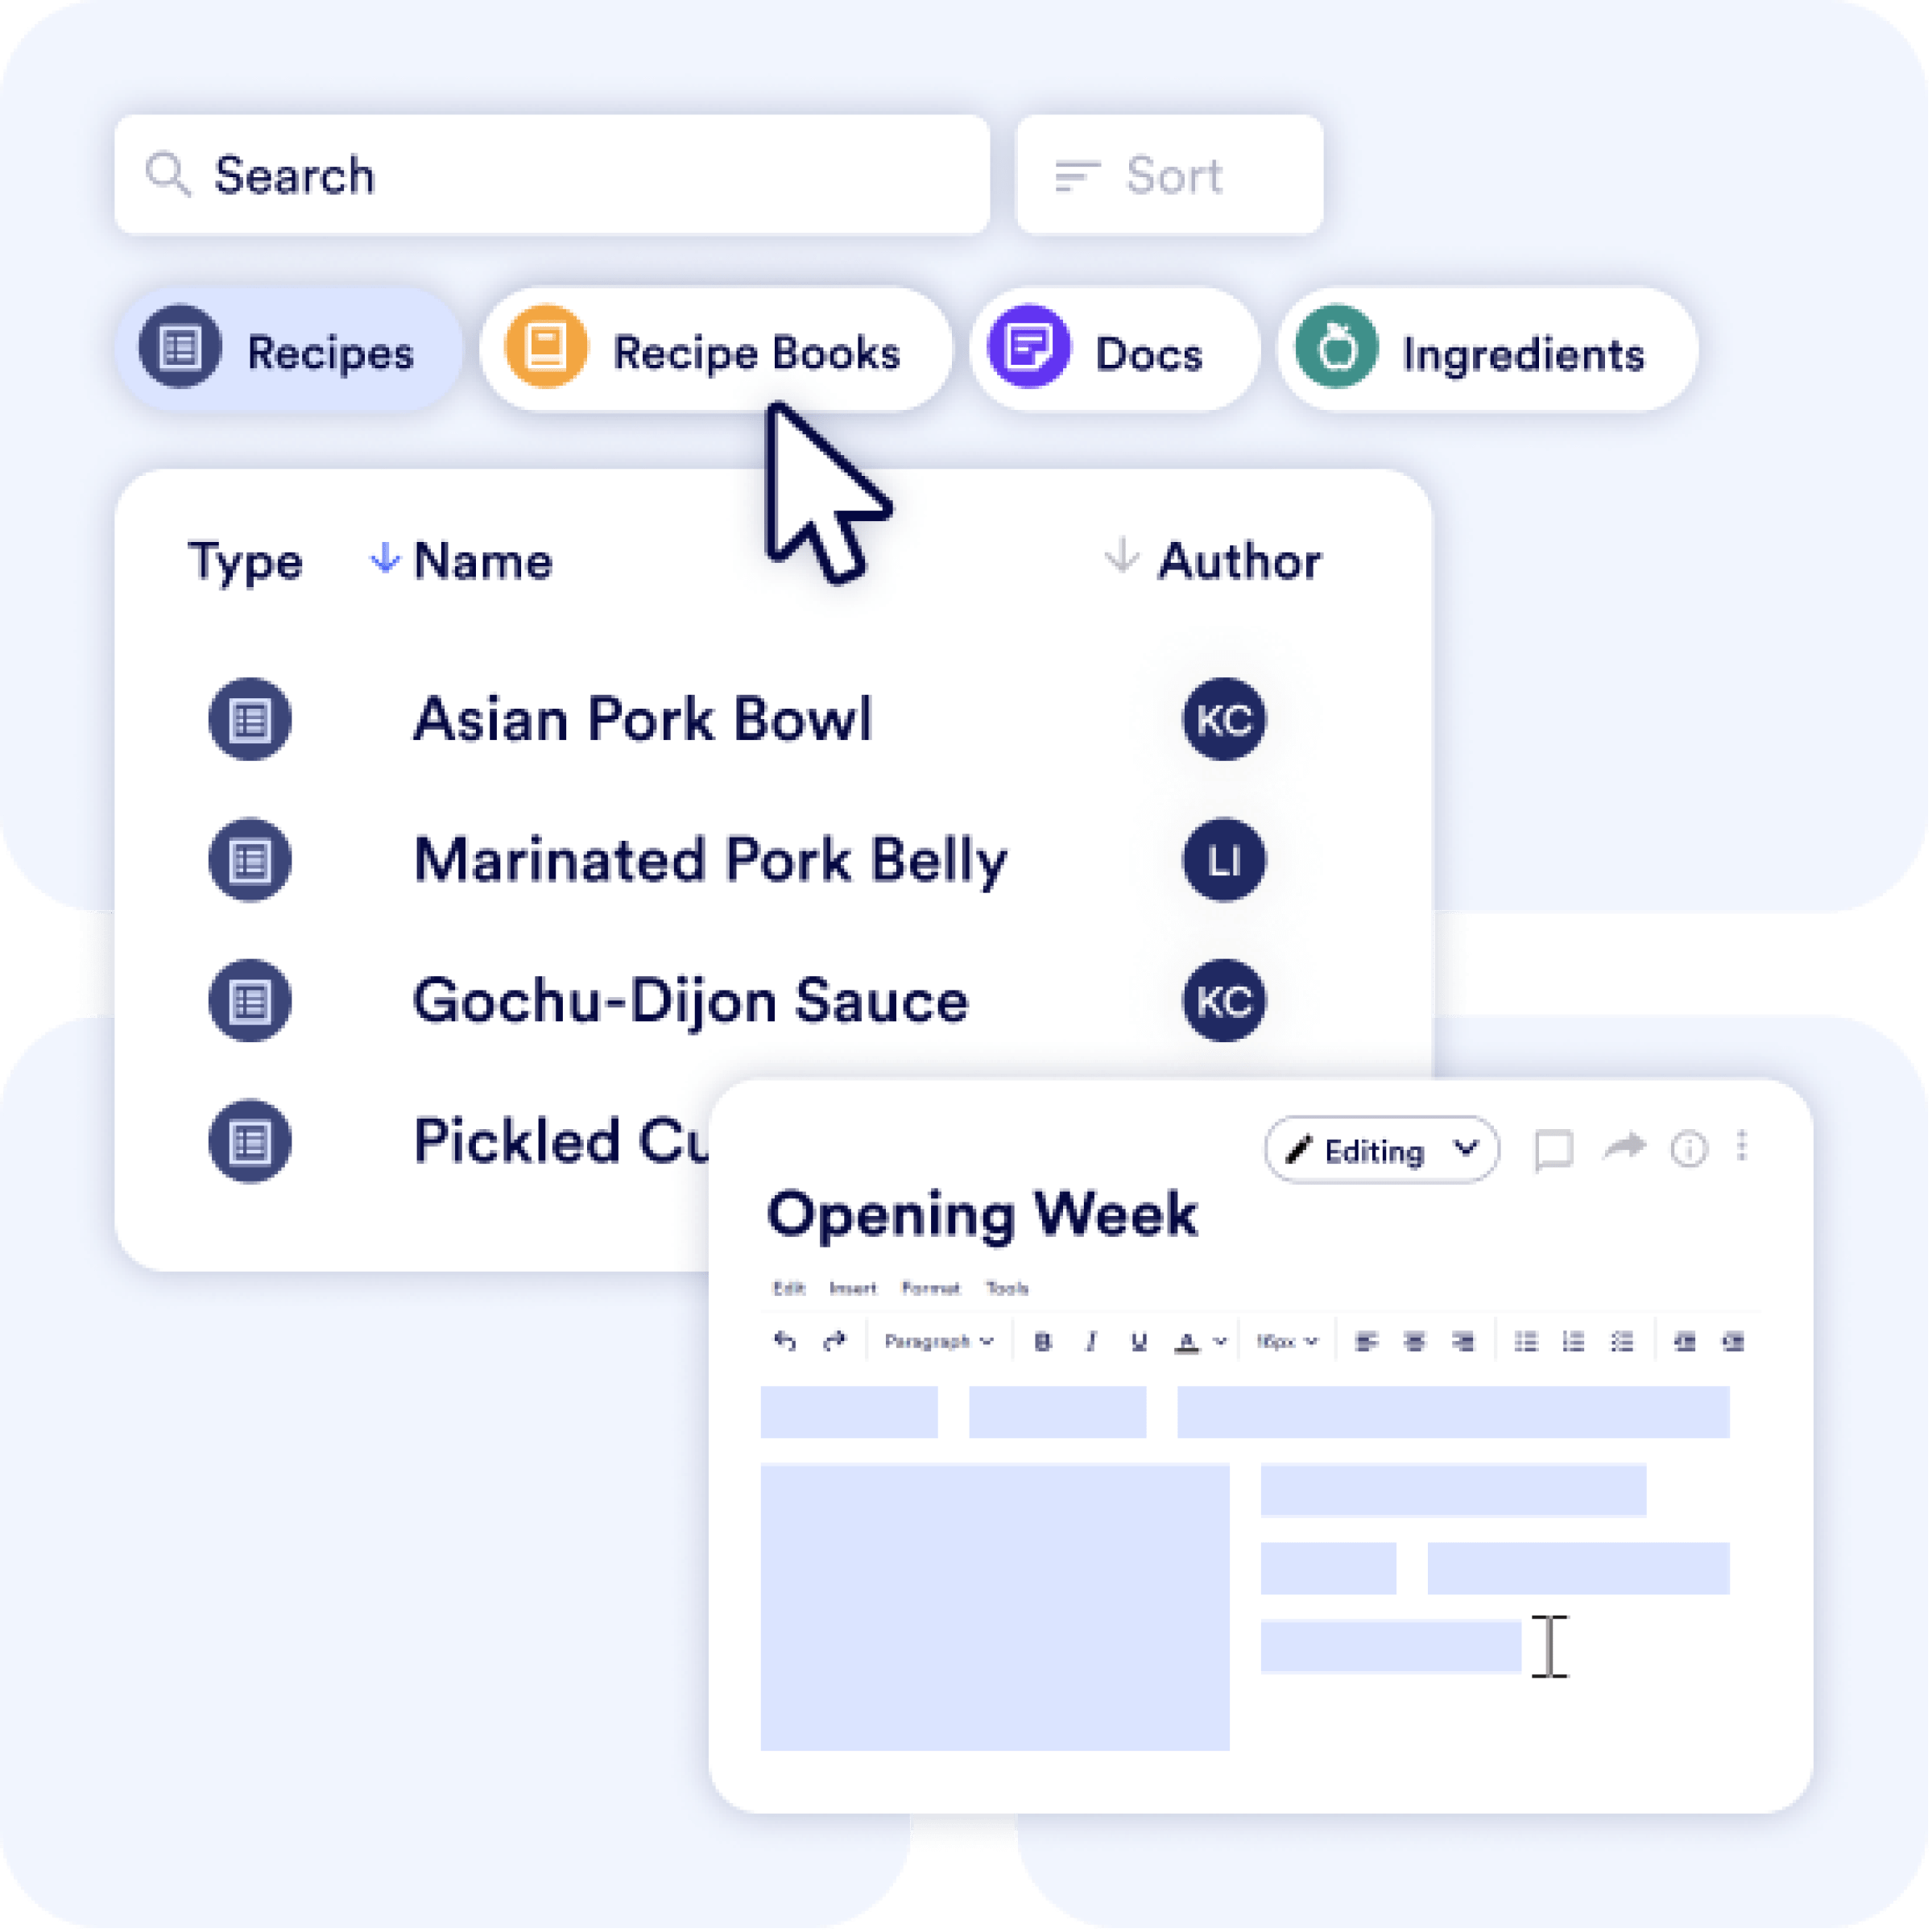 Search Sort
Recipes Recipe Books Docs Ingredients
Type Name Author
Asian Pork Bowl KC
Marinated Pork Belly LI
Gochu-Dijon Sauce KC
Pickled Cu
Editing
Opening Week
Edit Insert Format Tools
Paragraph B I U A 16px